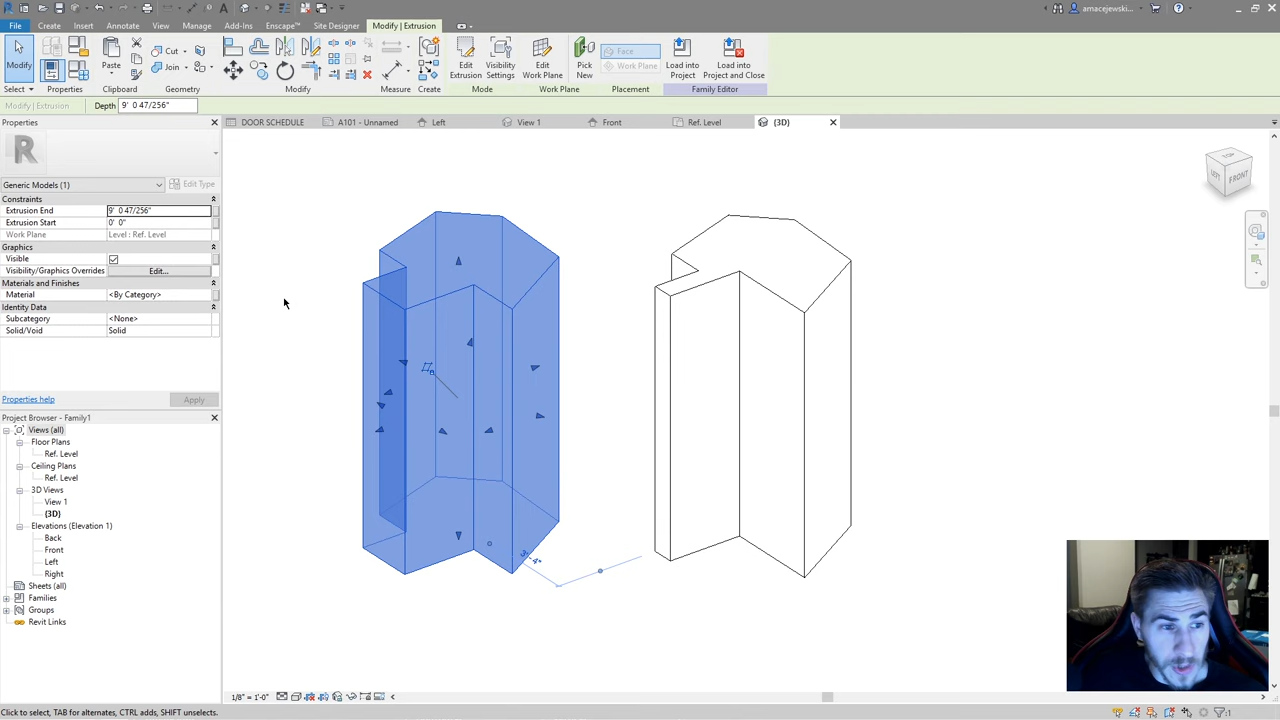 amacejewski...
File Create Insert Annotate View Manage Add-Ins Enscape™ Site Designer Modify | Extrusion
Modify
Paste
Cut
Join
Edit Extrusion
Visibility Settings
Edit Work Plane
Pick New
Face
Work Plane
Load into Project
Load into Project and Close
Select Properties Clipboard Geometry Modify Measure Create Mode Work Plane Placement Family Editor
Modify | Extrusion Depth 9' 0 47/256"
Properties
DOOR SCHEDULE A101 - Unnamed Left View 1 Front Ref. Level {3D}
R
Generic Models (1) Edit Type
Constraints
Extrusion End 9' 0 47/256"
Extrusion Start 0' 0"
Work Plane Level : Ref. Level
Graphics
Visible
Visibility/Graphics Overrides Edit...
Materials and Finishes
Material <By Category>
Identity Data
Subcategory <None>
Solid/Void Solid
Properties help Apply
Project Browser - Family1
Views (all)
Floor Plans
Ref. Level
Ceiling Plans
Ref. Level
3D Views
View 1
{3D}
Elevations (Elevation 1)
Back
Front
Left
Right
Sheets (all)
Families
Groups
Revit Links
TOP
LEFT FRONT
3' - 4"
1/8" = 1'-0"
Click to select, TAB for alternates, CTRL adds, SHIFT unselects.
:1